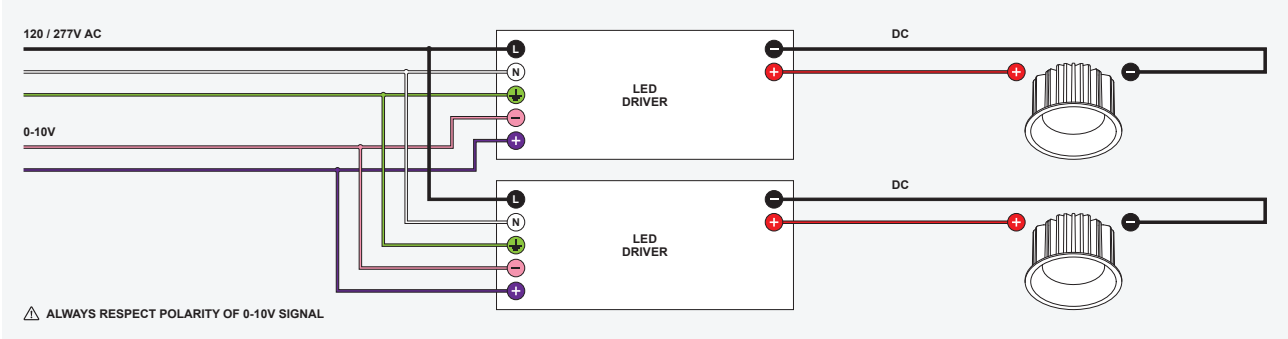 120 / 277V AC
DC
L
N
LED
DRIVER
−
+
+
−
0-10V
−
+
DC
L
N
LED
DRIVER
−
+
+
−
−
+
⚠ ALWAYS RESPECT POLARITY OF 0-10V SIGNAL